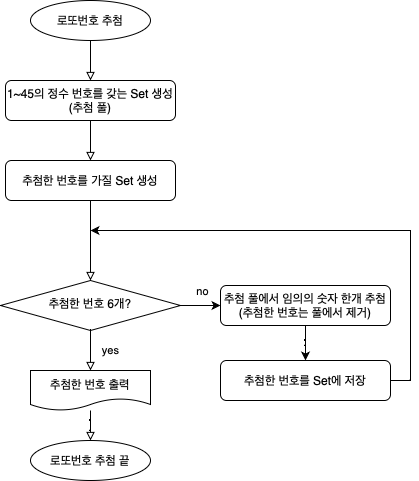 로또번호 추첨
1~45의 정수 번호를 갖는 Set 생성
(추첨 풀)
추첨한 번호를 가질 Set 생성
추첨한 번호 6개?
no
추첨 풀에서 임의의 숫자 한개 추첨
(추첨한 번호는 풀에서 제거)
yes
추첨한 번호 출력
추첨한 번호를 Set에 저장
로또번호 추첨 끝